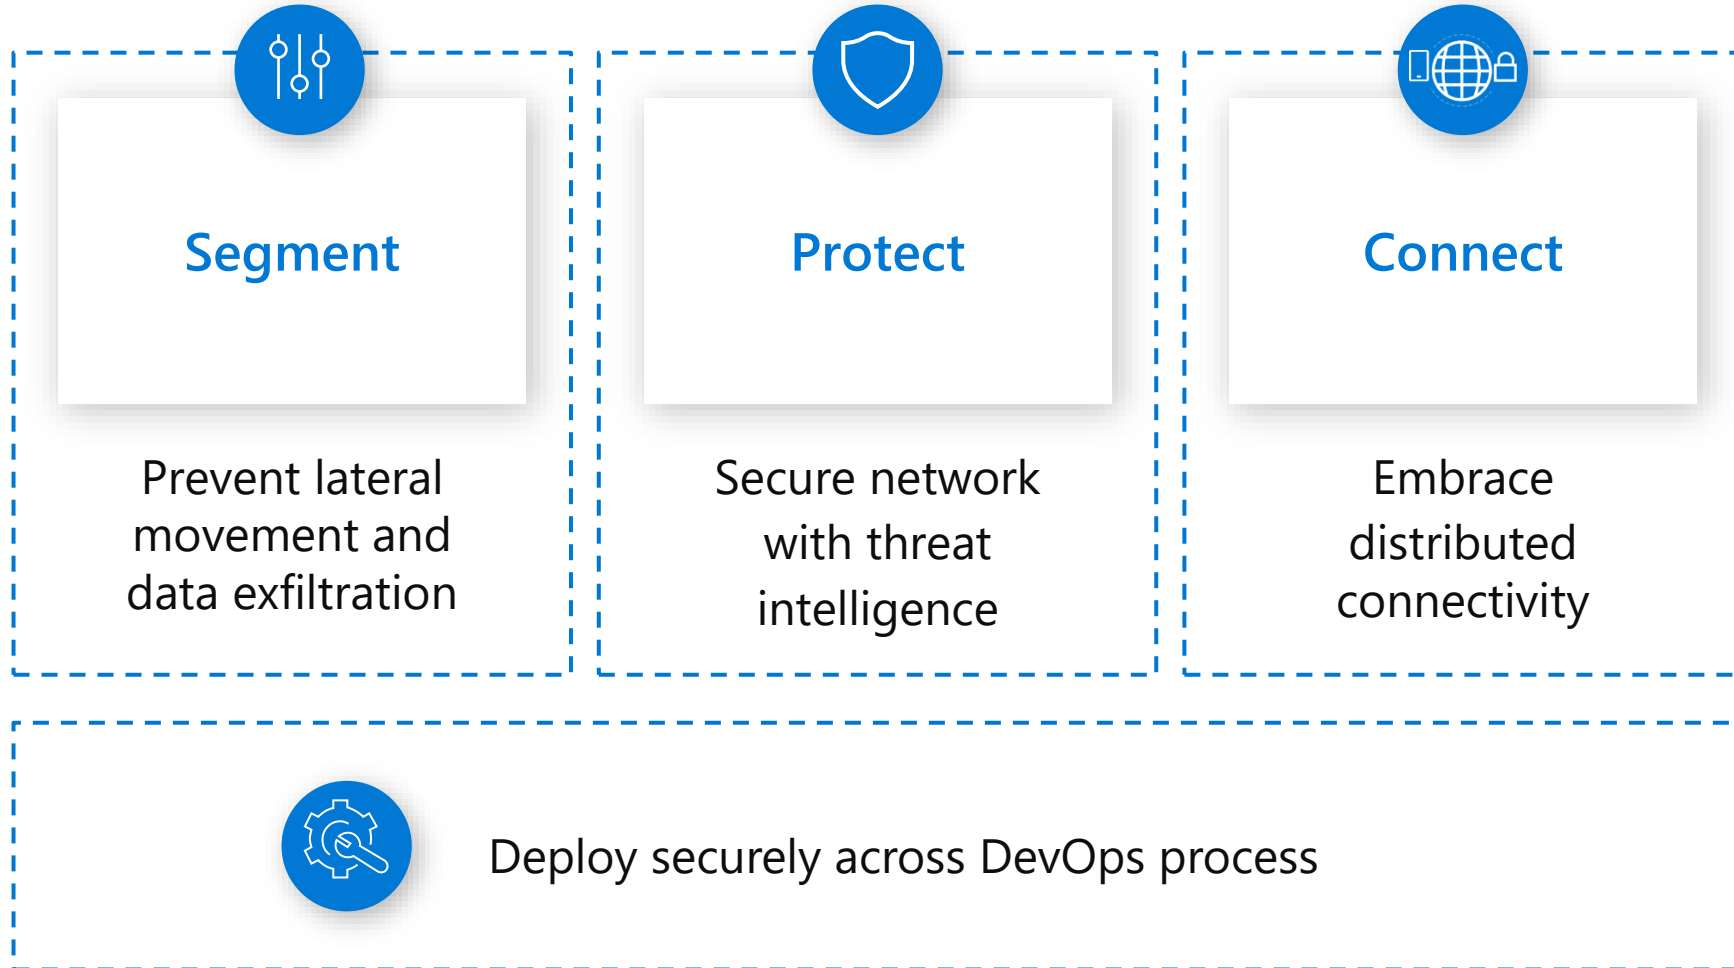 Segment
Prevent lateral
movement and
data exfiltration
Protect
Secure network
with threat
intelligence
Connect
Embrace
distributed
connectivity
Deploy securely across DevOps process